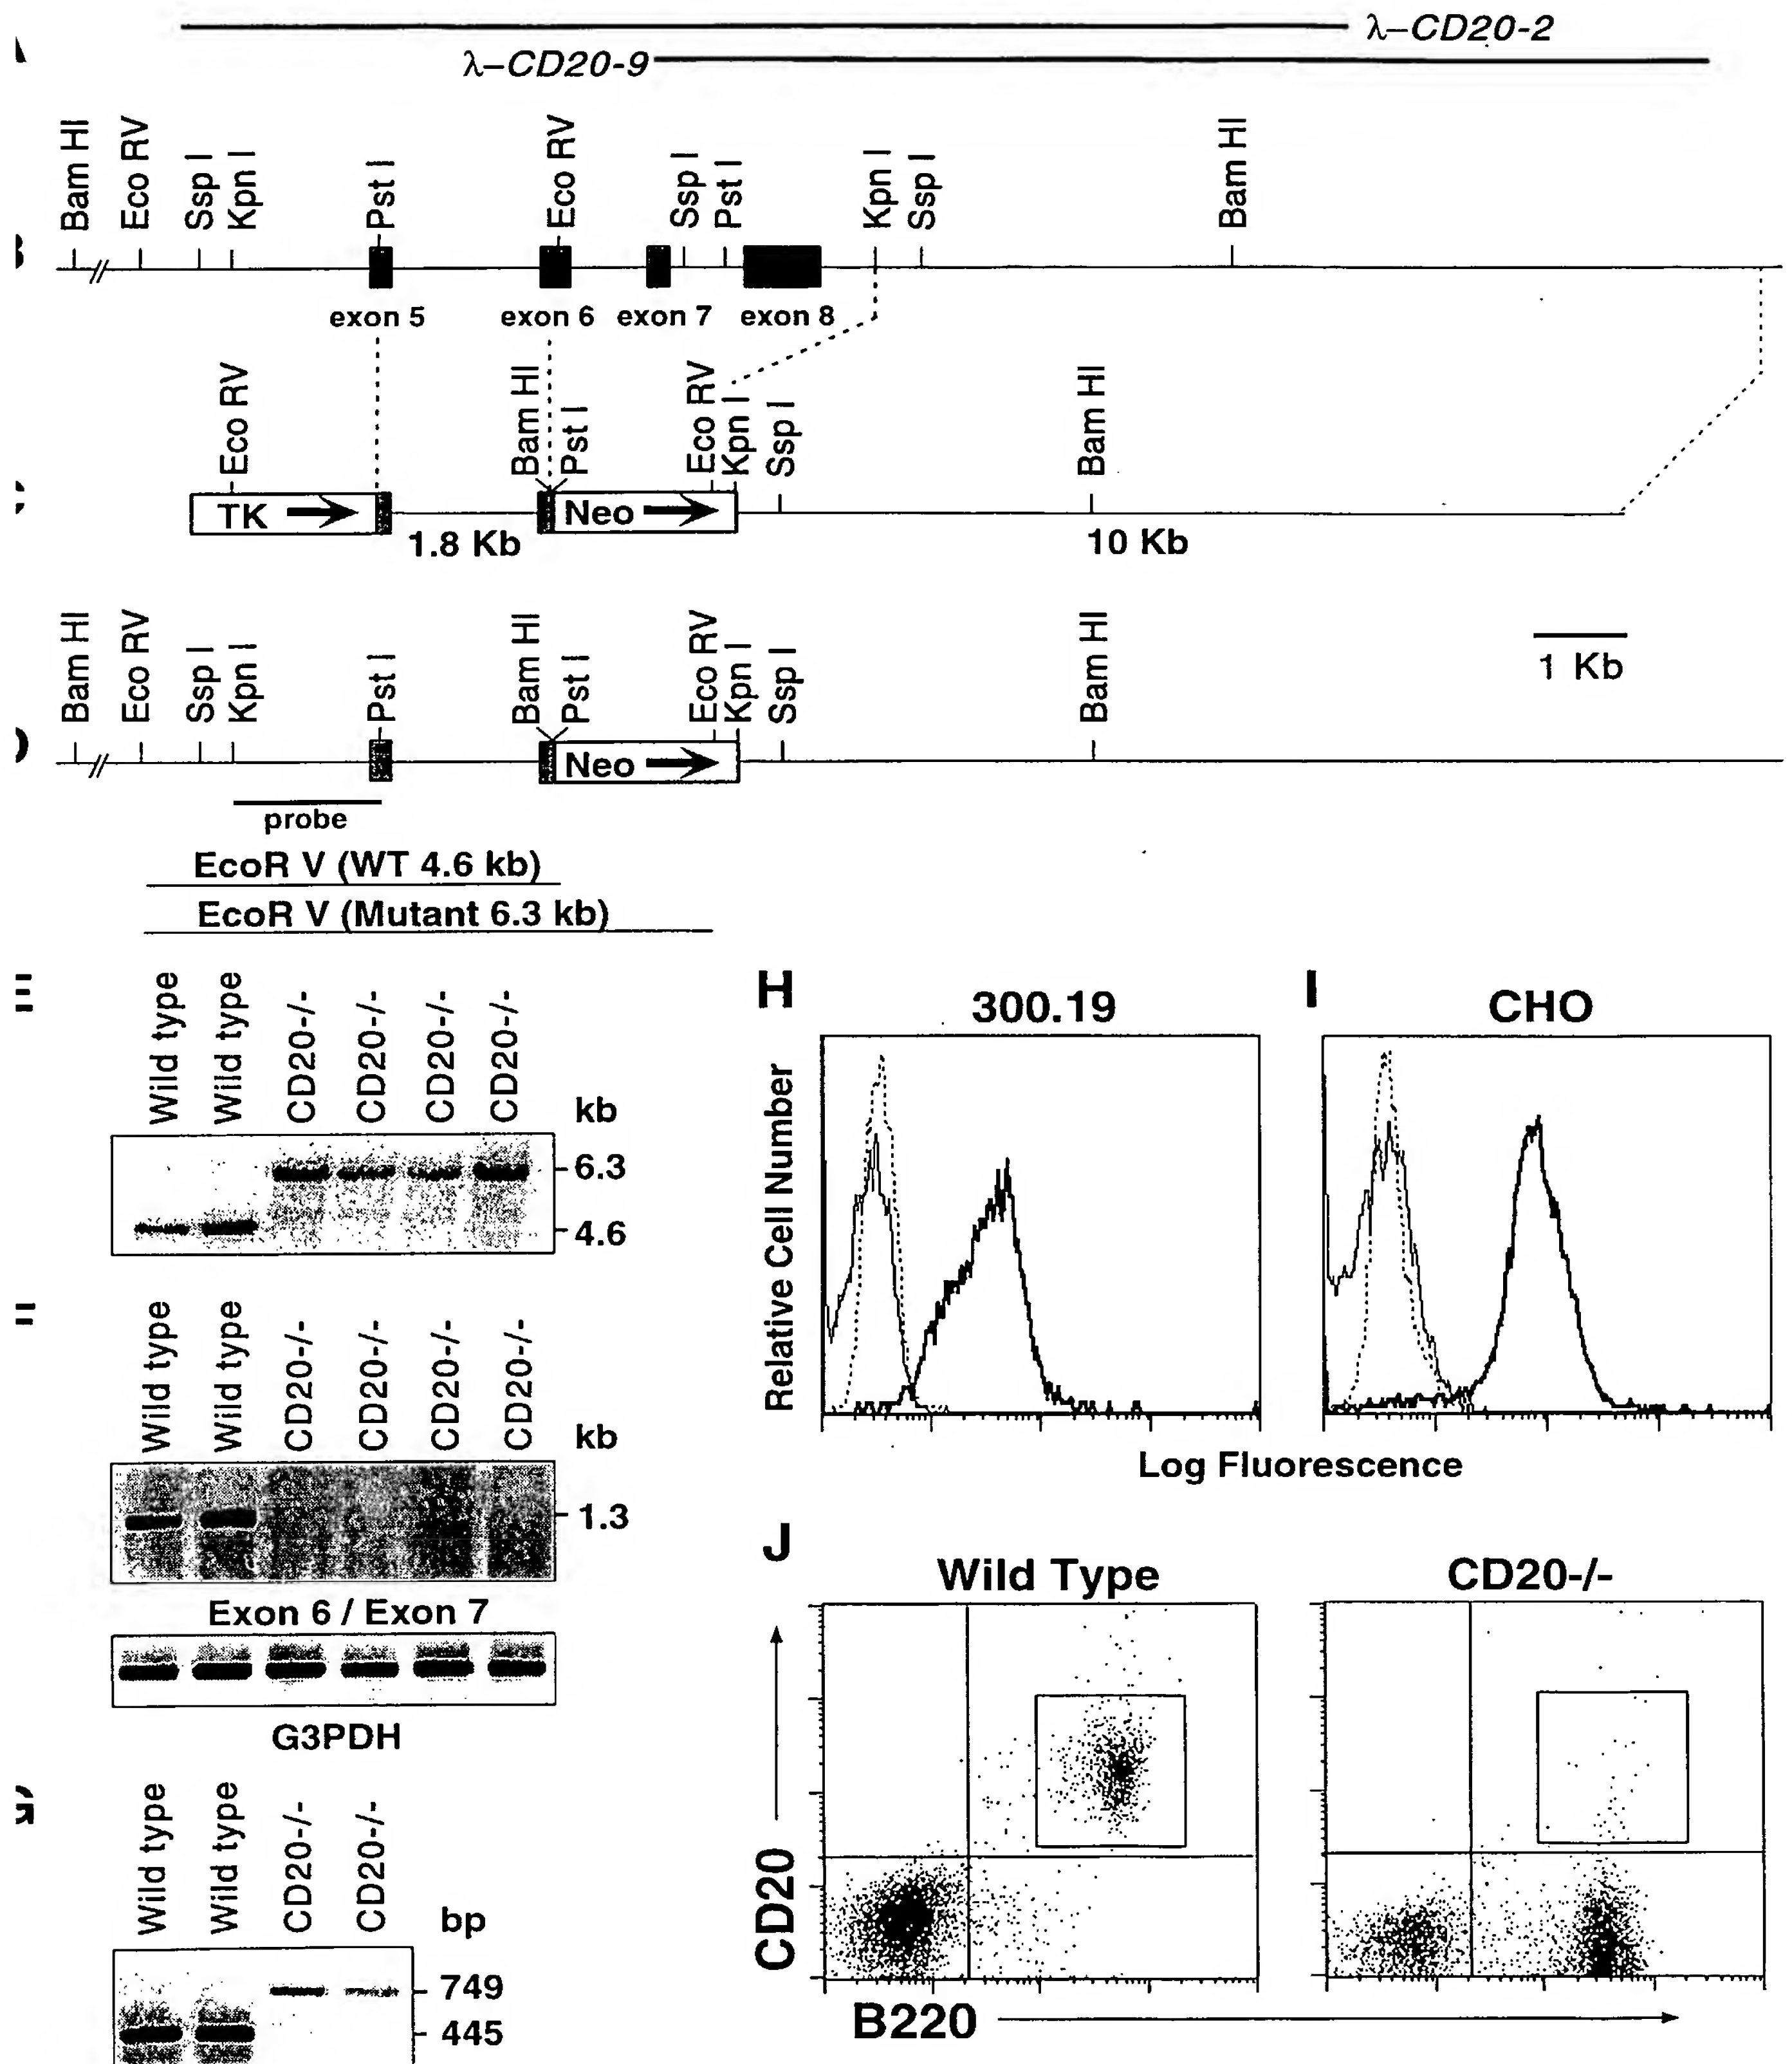 λ–CD20-2
λ–CD20-9
Bam HI Eco RV Ssp I Kpn I Pst I Eco RV Ssp I Pst I Kpn I Ssp I Bam HI
exon 5 exon 6 exon 7 exon 8
Eco RV Bam HI Pst I Eco RV Kpn I Ssp I Bam HI
TK Neo
1.8 Kb 10 Kb
Bam HI Eco RV Ssp I Kpn I Pst I Bam HI Pst I Eco RV Kpn I Ssp I Bam HI
1 Kb
Neo
probe
EcoR V (WT 4.6 kb)
EcoR V (Mutant 6.3 kb)
Wild type Wild type CD20-/- CD20-/- CD20-/- CD20-/- kb
6.3
4.6
Wild type Wild type CD20-/- CD20-/- CD20-/- CD20-/- kb
1.3
Exon 6 / Exon 7
G3PDH
Wild type Wild type CD20-/- CD20-/- bp
749
445
H
300.19
I
CHO
Relative Cell Number
Log Fluorescence
J
Wild Type
CD20-/-
CD20
B220